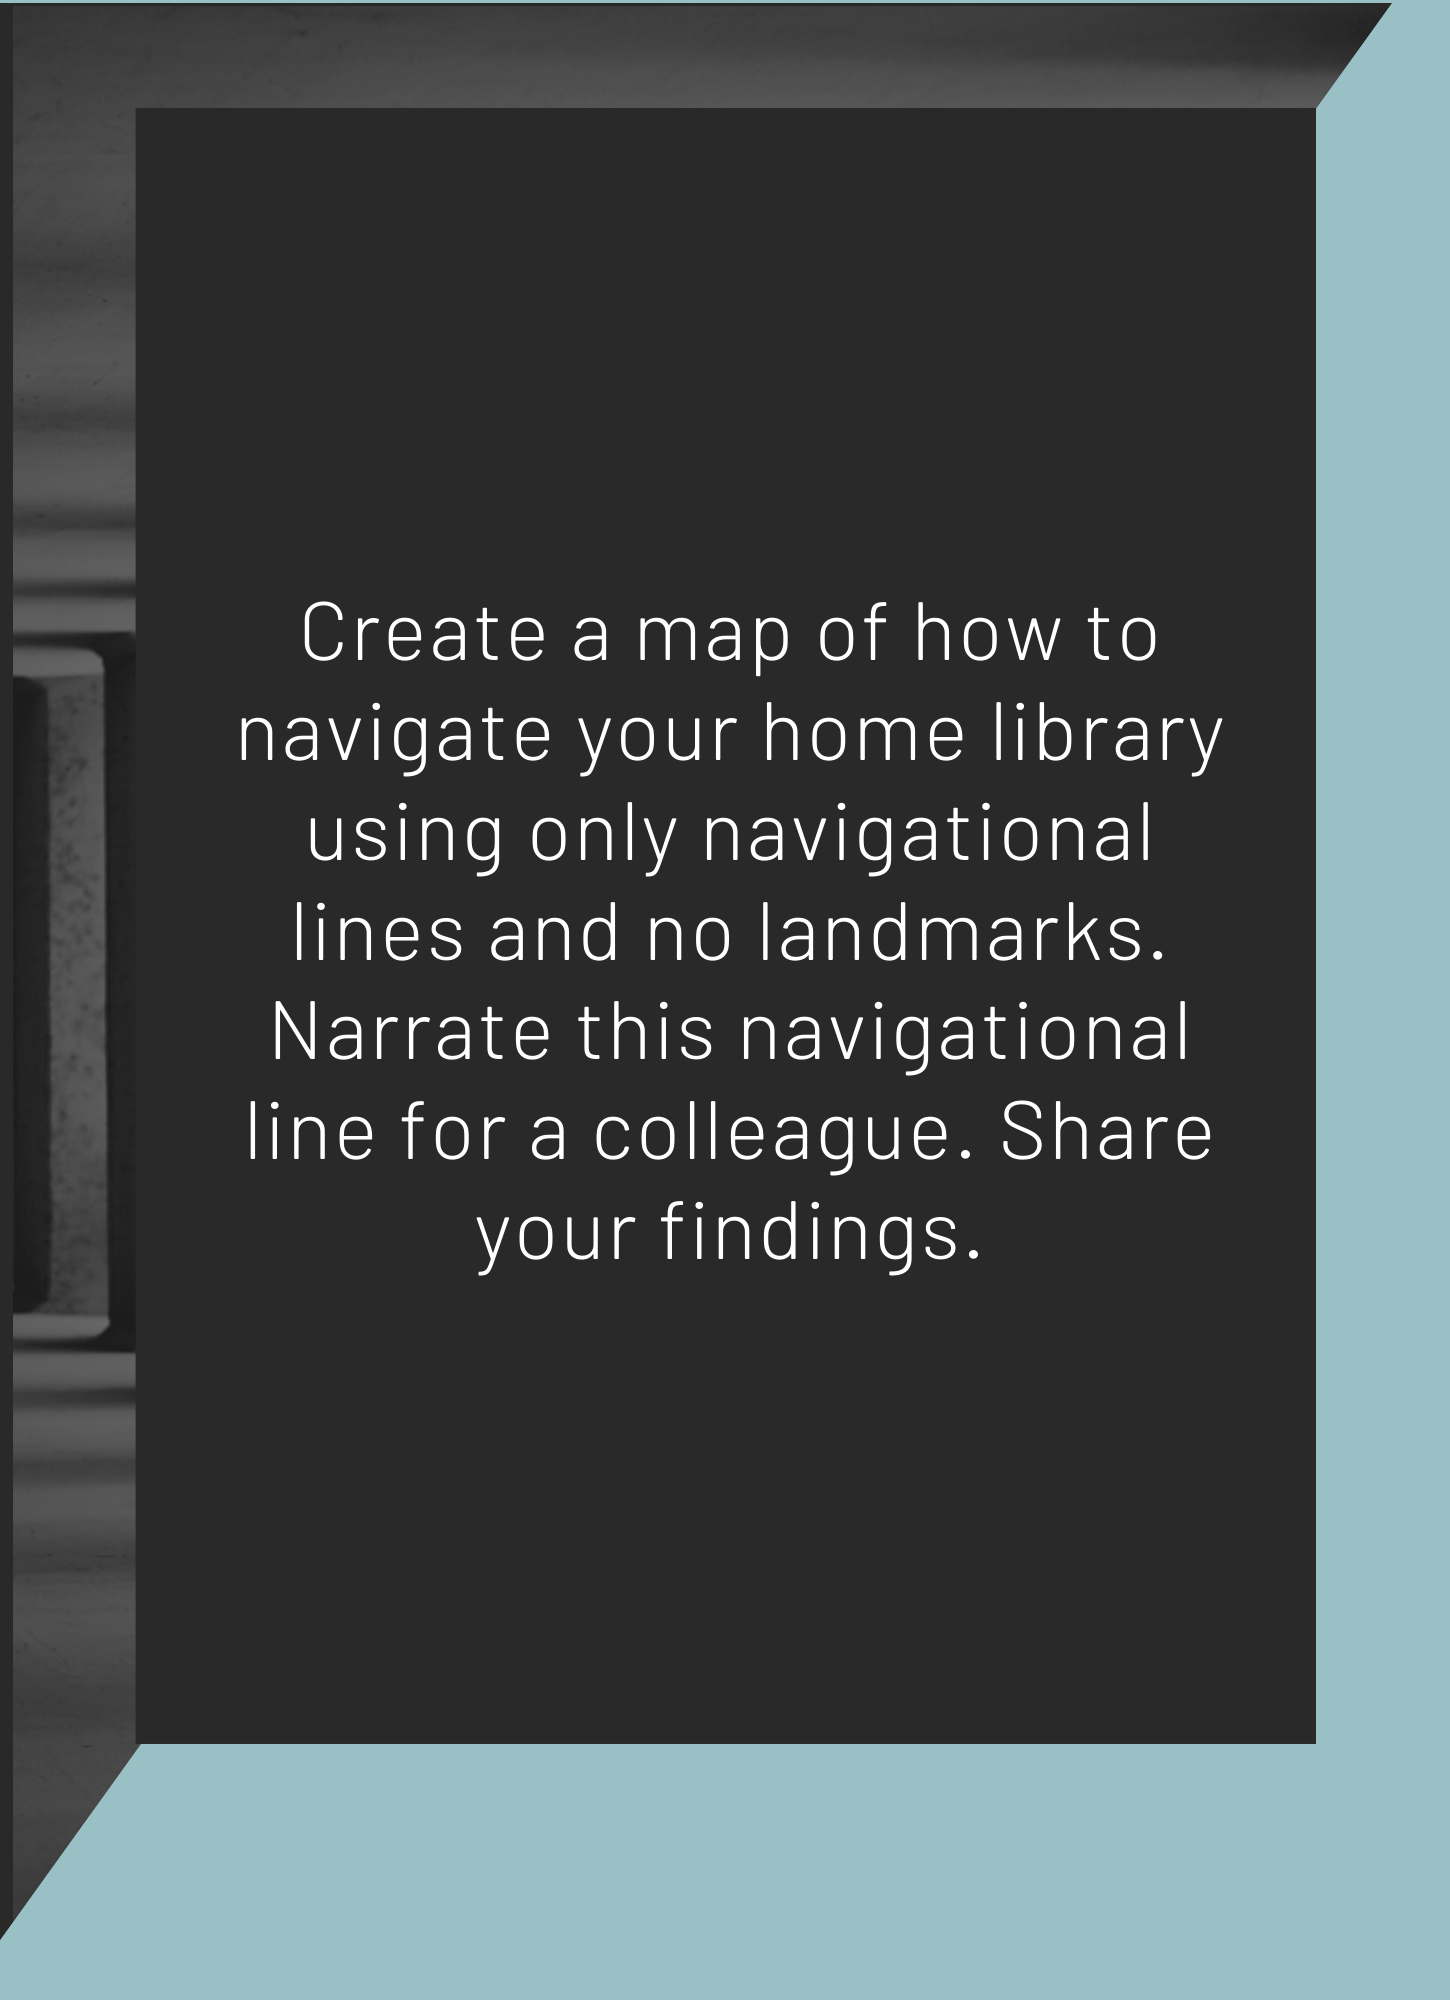 Create a map of how to
navigate your home library
using only navigational
lines and no landmarks.
Narrate this navigational
line for a colleague. Share
your findings.